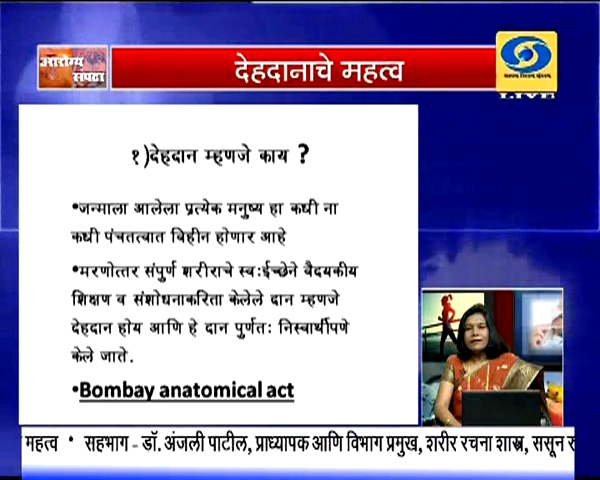 आरोग्य
संपदा
देहदानाचे महत्व
१)देहदान म्हणजे काय ?
•जन्माला आलेला प्रत्येक मनुष्य हा कधी ना
कधी पंचतत्वात विहीन होणार आहे
•मरणोत्तर संपुर्ण शरीराचे स्व:ईच्छेने वैदयकीय
शिक्षण व संशोधनाकरिता केलेले दान म्हणजे
देहदान होय आणि हे दान पुर्णत: निस्वार्थीपणे
केले जाते.
•Bombay anatomical act
महत्व • सहभाग - डॉ. अंजली पाटील, प्राध्यापक आणि विभाग प्रमुख, शरीर रचना शास्त्र, ससून